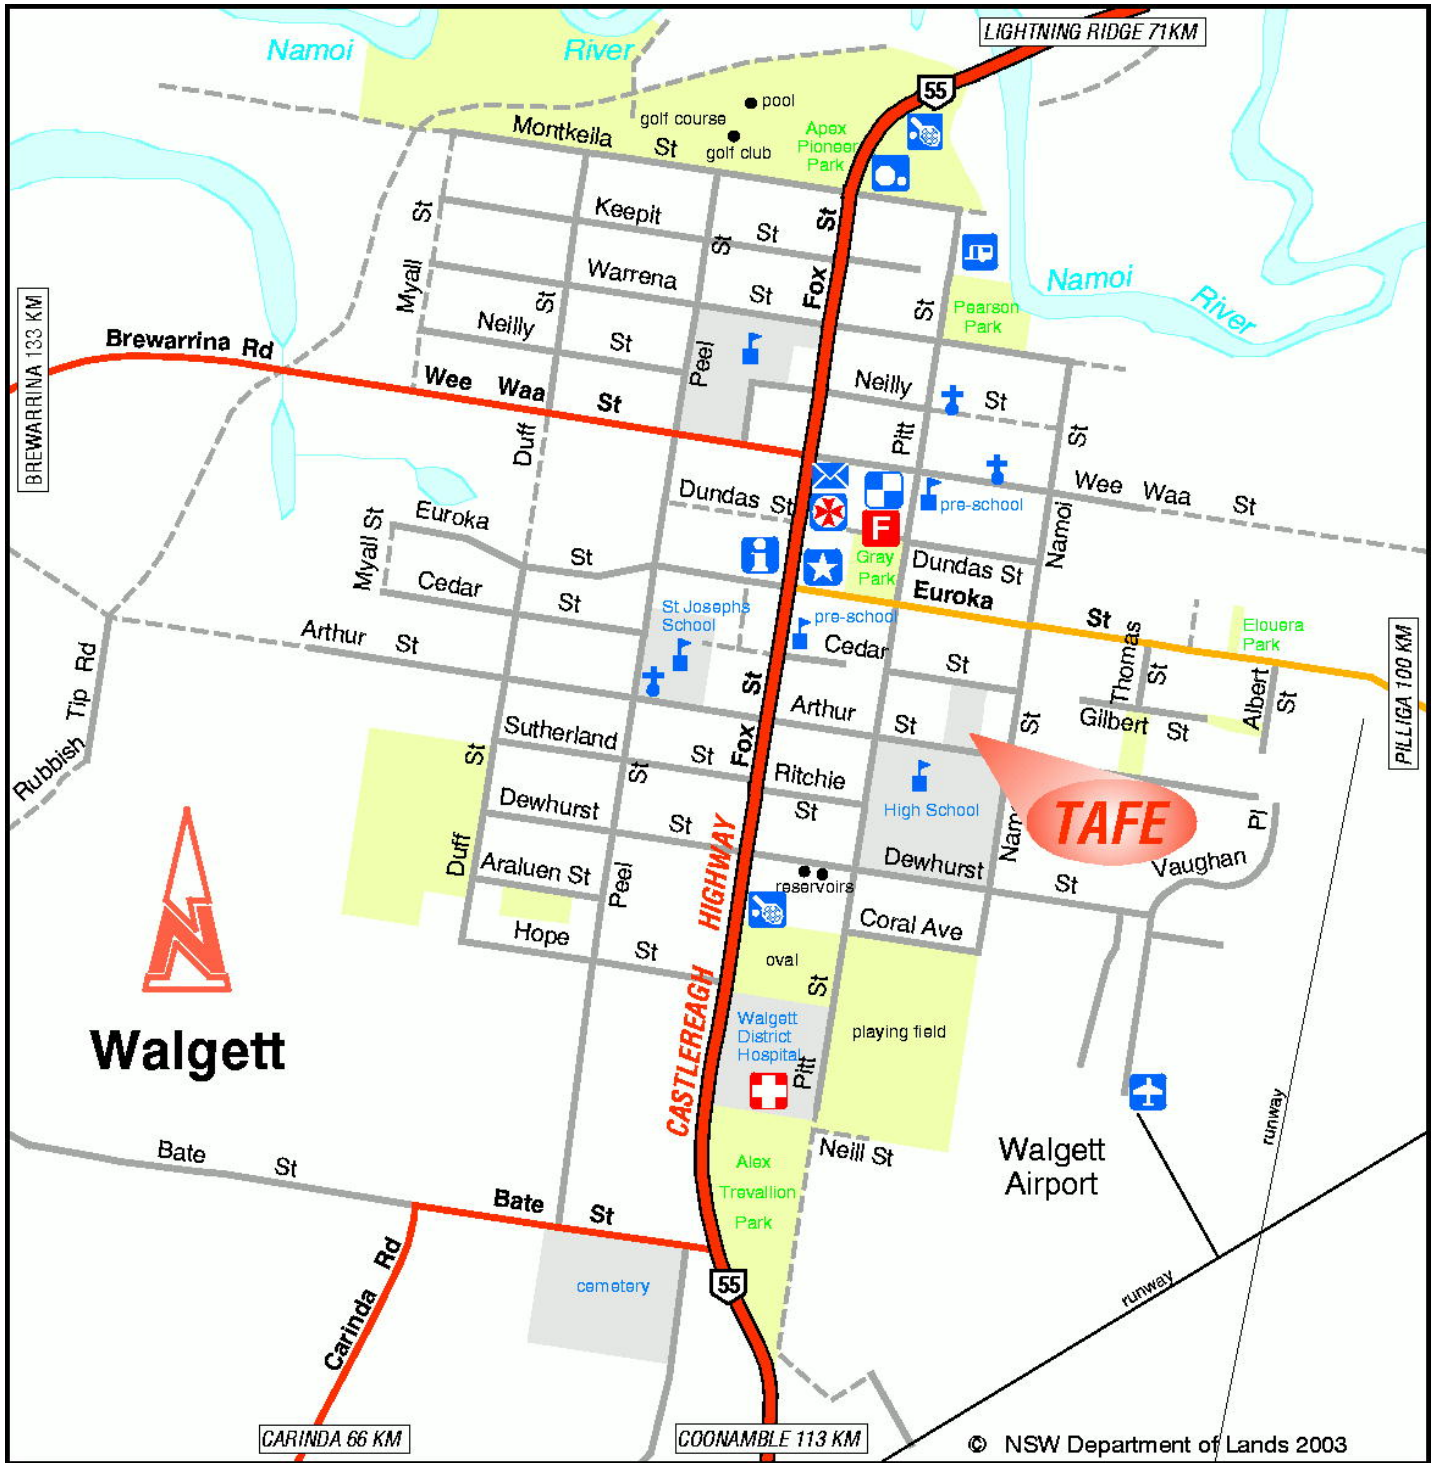 LIGHTNING RIDGE 71KM
Namoi
River
55
pool
golf course
golf club
Apex
Pioneer
Park
Montkeila
St
Keepit
St
St
St
St
Fox
Myall
Warrena
St
St
St
Namoi
River
Pearson
Park
BREWARRINA 133 KM
Brewarrina Rd
Neilly
St
Peel
Neilly
St
Wee Waa
St
Duff
Pitt
St
Dundas St
pre-school
Wee Waa
St
Myall St
Euroka
St
F
Namoi
Gray
Park
Dundas St
Cedar
St
Euroka
St
Arthur
St
St Josephs
School
pre-school
Cedar
St
Thomas
St
Elouera
Park
PILLIGA 100 KM
Rubbish Tip Rd
Fox
St
Arthur
St
St
Gilbert
St
Albert
St
Sutherland
St
St
St
Ritchie
St
TAFE
Dewhurst
St
High School
Namo
Pl
Duff
Araluen St
Peel
reservoirs
Dewhurst
St
Vaughan
Hope
St
CASTLEREAGH HIGHWAY
oval
St
Coral Ave
Walgett
Walgett
District
Hospital
Pitt
playing field
runway
Bate
St
Alex
Trevallion
Park
Neill St
Walgett
Airport
Bate
St
Carinda Rd
cemetery
55
runway
CARINDA 66 KM
COONAMBLE 113 KM
© NSW Department of Lands 2003